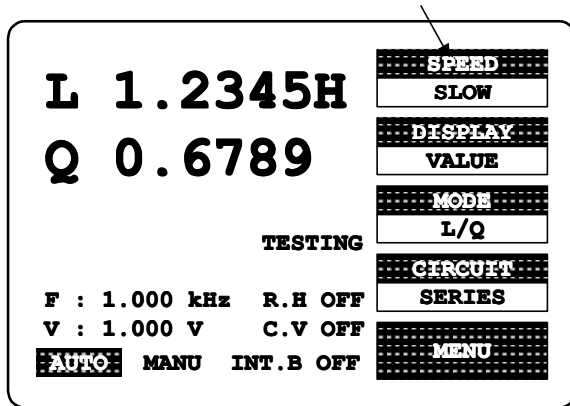 L 1.2345H
Q 0.6789
TESTING
F : 1.000 kHz R.H OFF
V : 1.000 V C.V OFF
AUTO MANU INT.B OFF
SPEED
SLOW
DISPLAY
VALUE
MODE
L/Q
CIRCUIT
SERIES
MENU